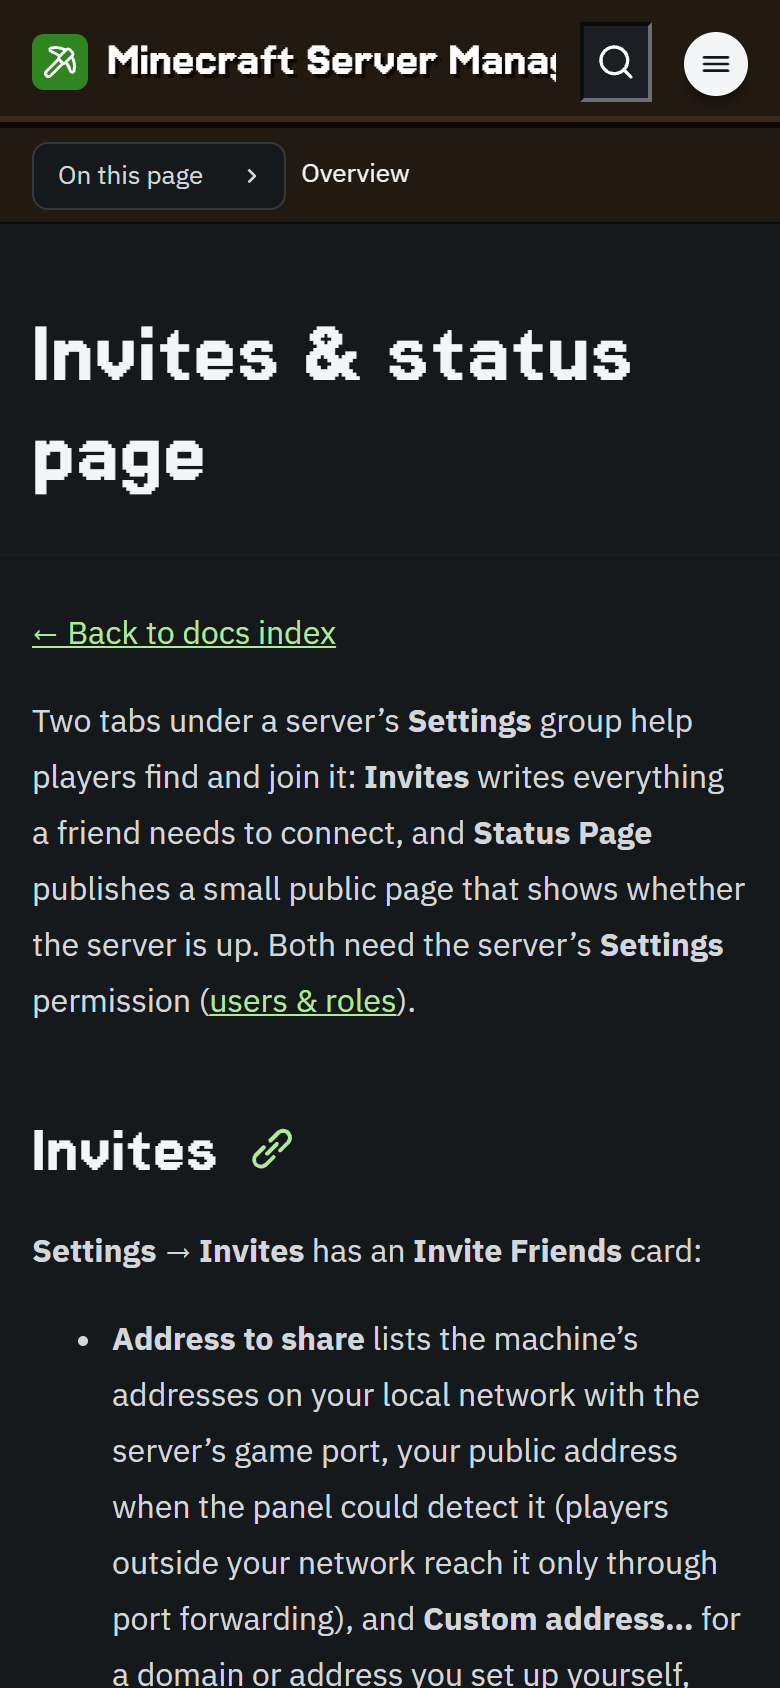 Minecraft Server Manag
On this page
Overview
Invites & status
page
← Back to docs index
Two tabs under a server’s Settings group help
players find and join it: Invites writes everything
a friend needs to connect, and Status Page
publishes a small public page that shows whether
the server is up. Both need the server’s Settings
permission (users & roles).
Invites
Settings → Invites has an Invite Friends card:
• Address to share lists the machine’s
addresses on your local network with the
server’s game port, your public address
when the panel could detect it (players
outside your network reach it only through
port forwarding), and Custom address… for
a domain or address you set up yourself,